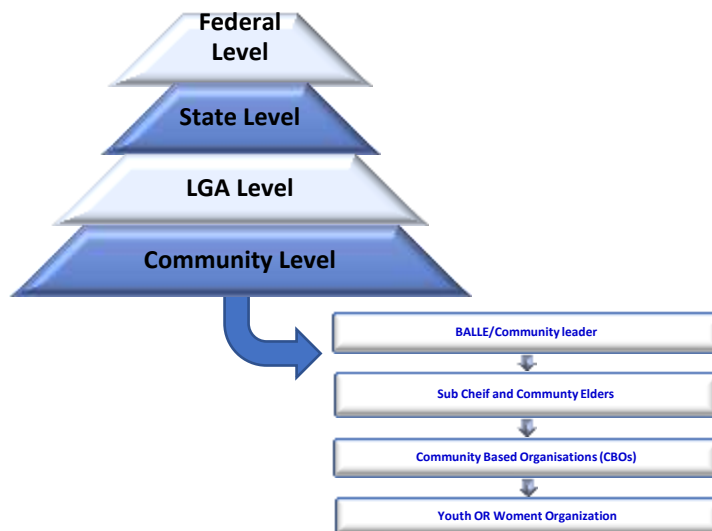 Federal
Level
State Level
LGA Level
Community Level
BALLE/Community leader
Sub Cheif and Communty Elders
Community Based Organisations (CBOs)
Youth OR Woment Organization